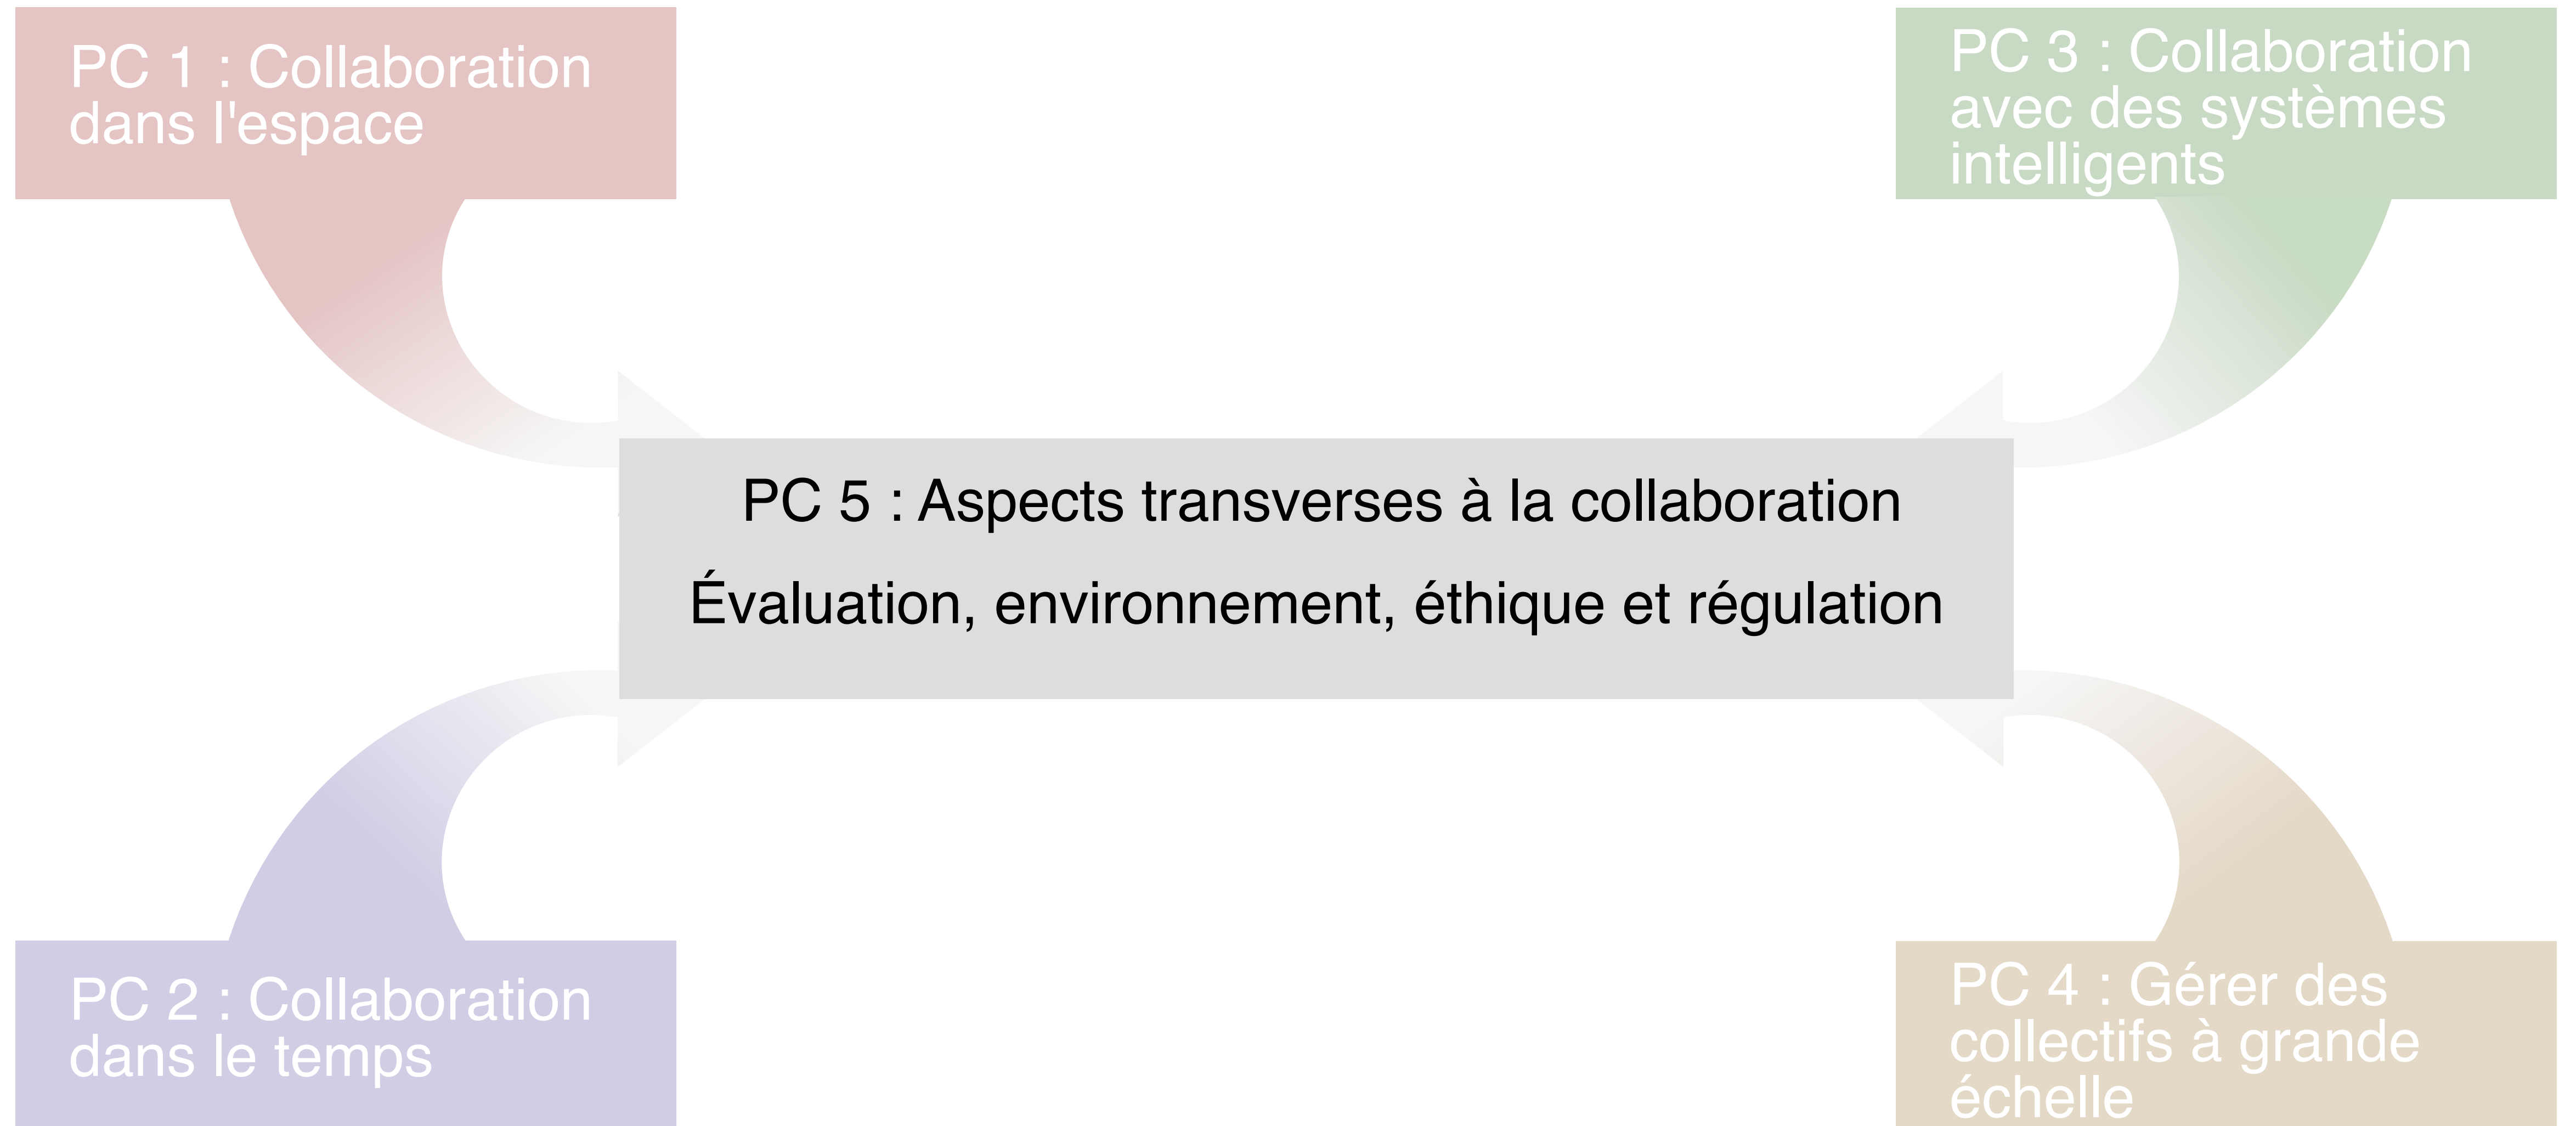 PC 1 : Collaboration
dans l'espace
PC 3 : Collaboration
avec des systèmes
intelligents
PC 5 : Aspects transverses à la collaboration
Évaluation, environnement, éthique et régulation
PC 2 : Collaboration
dans le temps
PC 4 : Gérer des
collectifs à grande
échelle